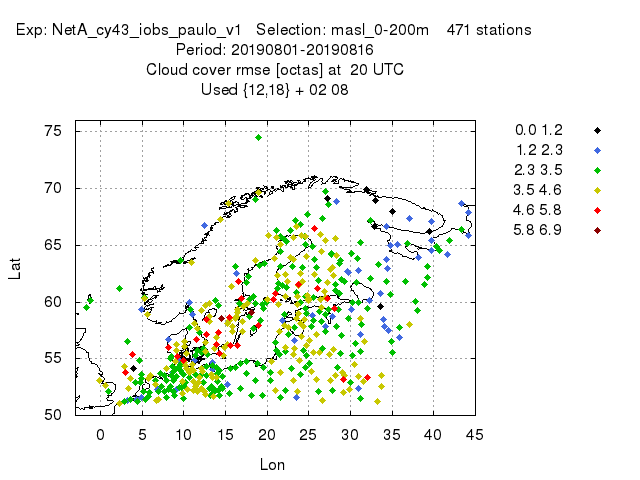 Exp: NetA_cy43_iobs_paulo_v1   Selection: masl_0-200m    471 stations
Period: 20190801-20190816
Cloud cover rmse [octas] at  20 UTC
Used {12,18} + 02 08
75
70
65
60
55
50
Lat
0 5 10 15 20 25 30 35 40 45
Lon
0.0 1.2
1.2 2.3
2.3 3.5
3.5 4.6
4.6 5.8
5.8 6.9